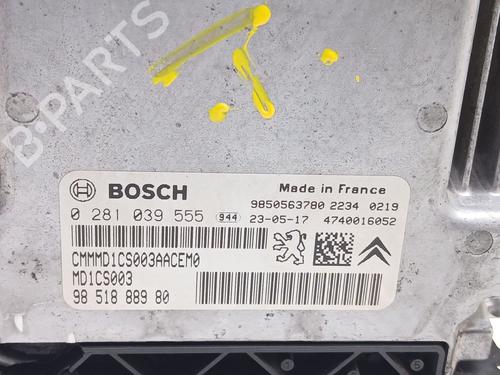 B-PARTS
BOSCH
Made in France
0 281 039 555 944
9850563780 2234 0219
23-05-17 4740016052
CMMMD1CS003AACEM0
MD1CS003
98 518 889 80